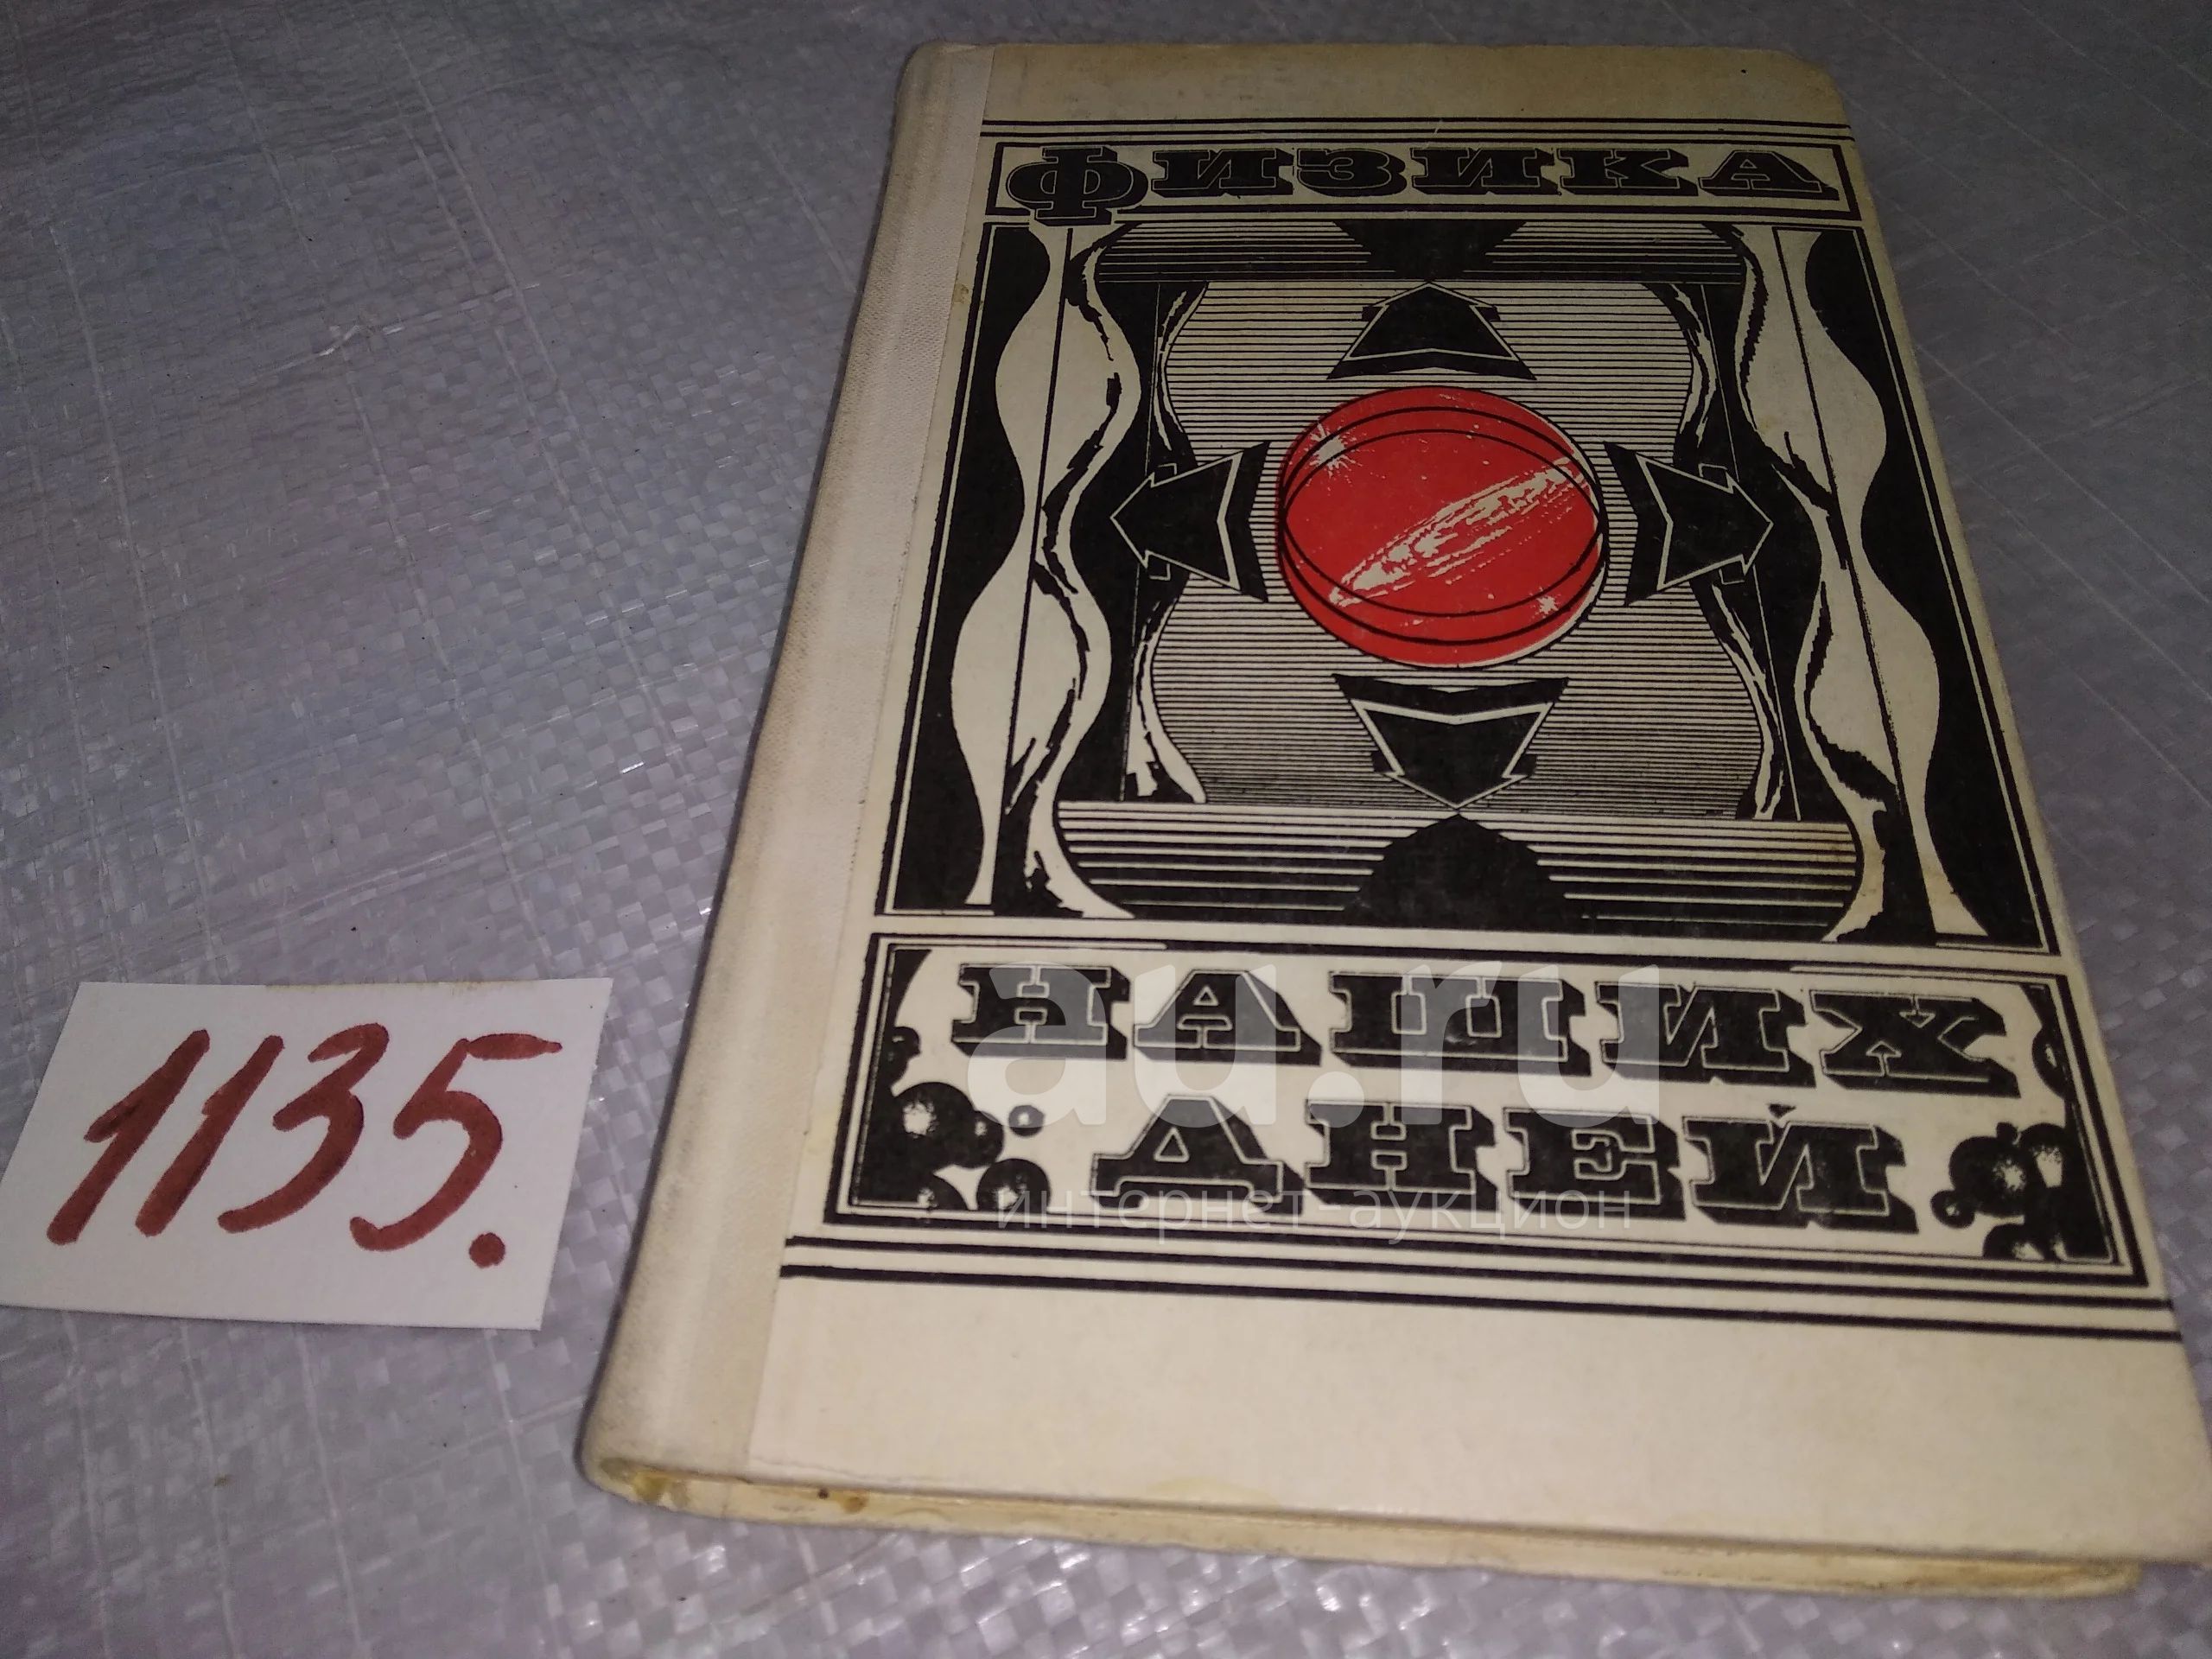 ФИЗИКА
НАШИХ
ДНЕЙ
1135.
au.ru
интернет-аукцион